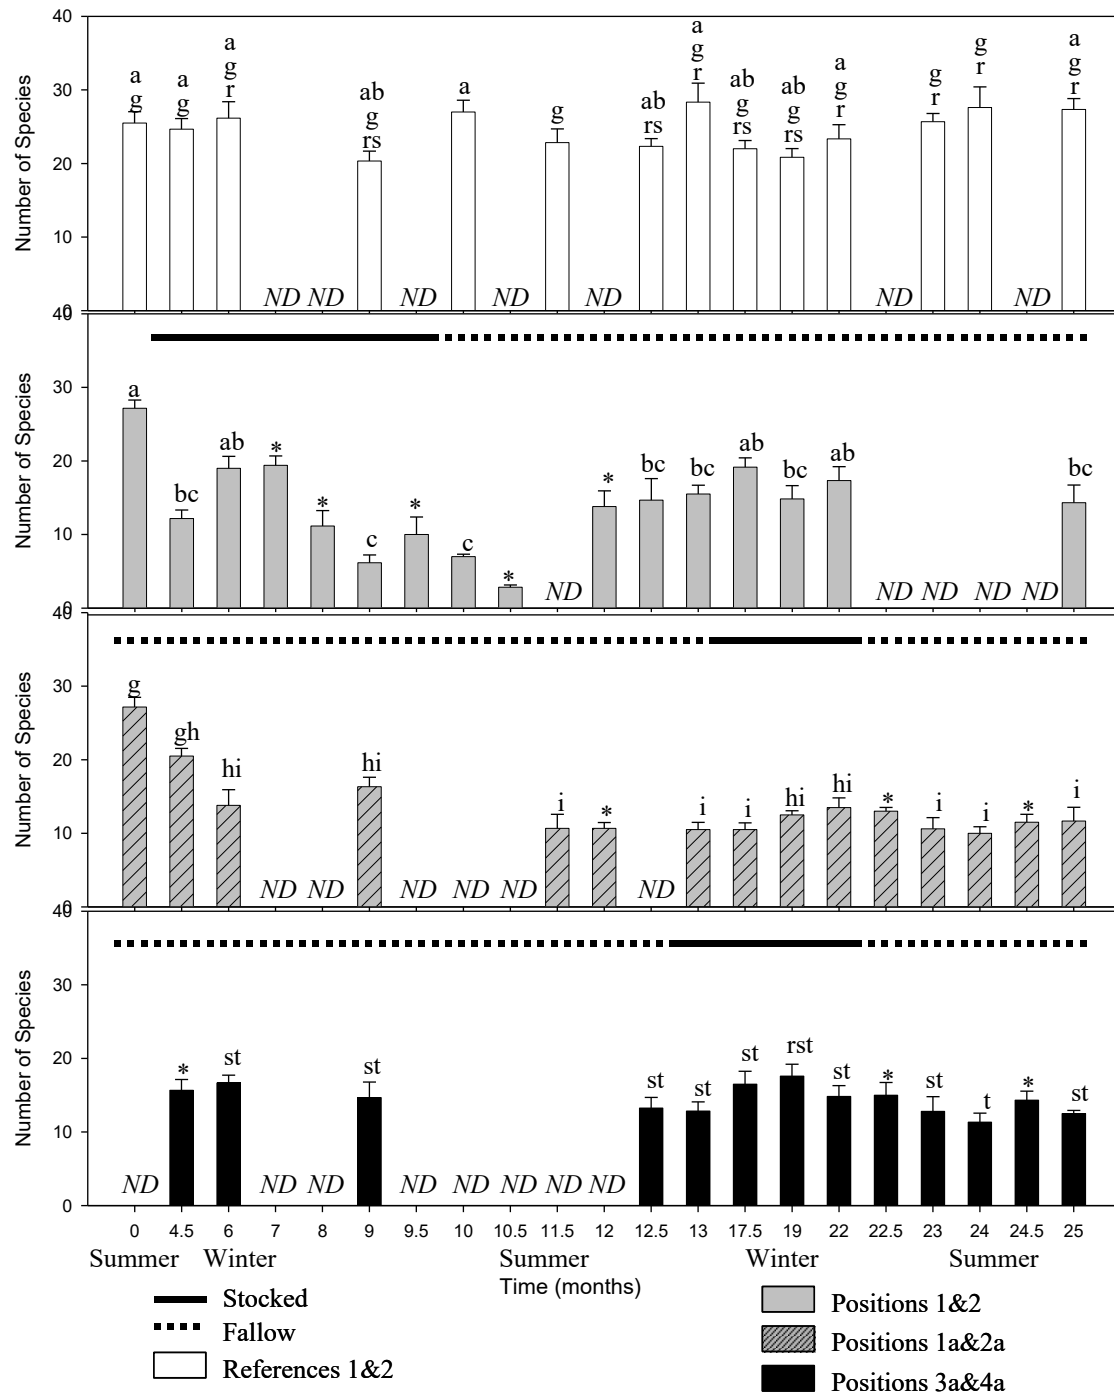 40
a
a
g
r
a
g
a
g
a
g
r
ab
g
rs
a
g
ab
rs
a
g
r
ab
g
rs
ab
g
rs
a
g
r
g
r
g
r
a
g
r
30
20
10
0
Number of Species
ND ND ND ND ND ND ND
40
30
20
10
0
Number of Species
a bc ab * * c * c * * bc bc ab bc ab bc
ND ND ND ND ND
40
30
20
10
0
Number of Species
g gh hi hi i * i i hi hi * i i * i
ND ND ND ND ND ND
40
30
20
10
0
Number of Species
* st st st st st rst st * st t * st
ND ND ND ND ND ND ND ND
0 4.5 6 7 8 9 9.5 10 10.5 11.5 12 12.5 13 17.5 19 22 22.5 23 24 24.5 25
Summer Winter Summer Winter Summer
Time (months)
Stocked
Fallow
References 1&2
Positions 1&2
Positions 1a&2a
Positions 3a&4a